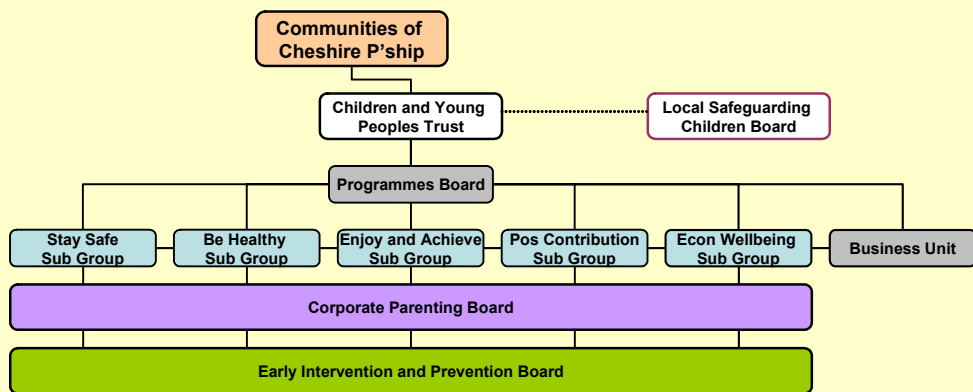 Communities of
Cheshire P'ship
Children and Young
Peoples Trust
Local Safeguarding
Children Board
Programmes Board
Stay Safe
Sub Group
Be Healthy
Sub Group
Enjoy and Achieve
Sub Group
Pos Contribution
Sub Group
Econ Wellbeing
Sub Group
Business Unit
Corporate Parenting Board
Early Intervention and Prevention Board